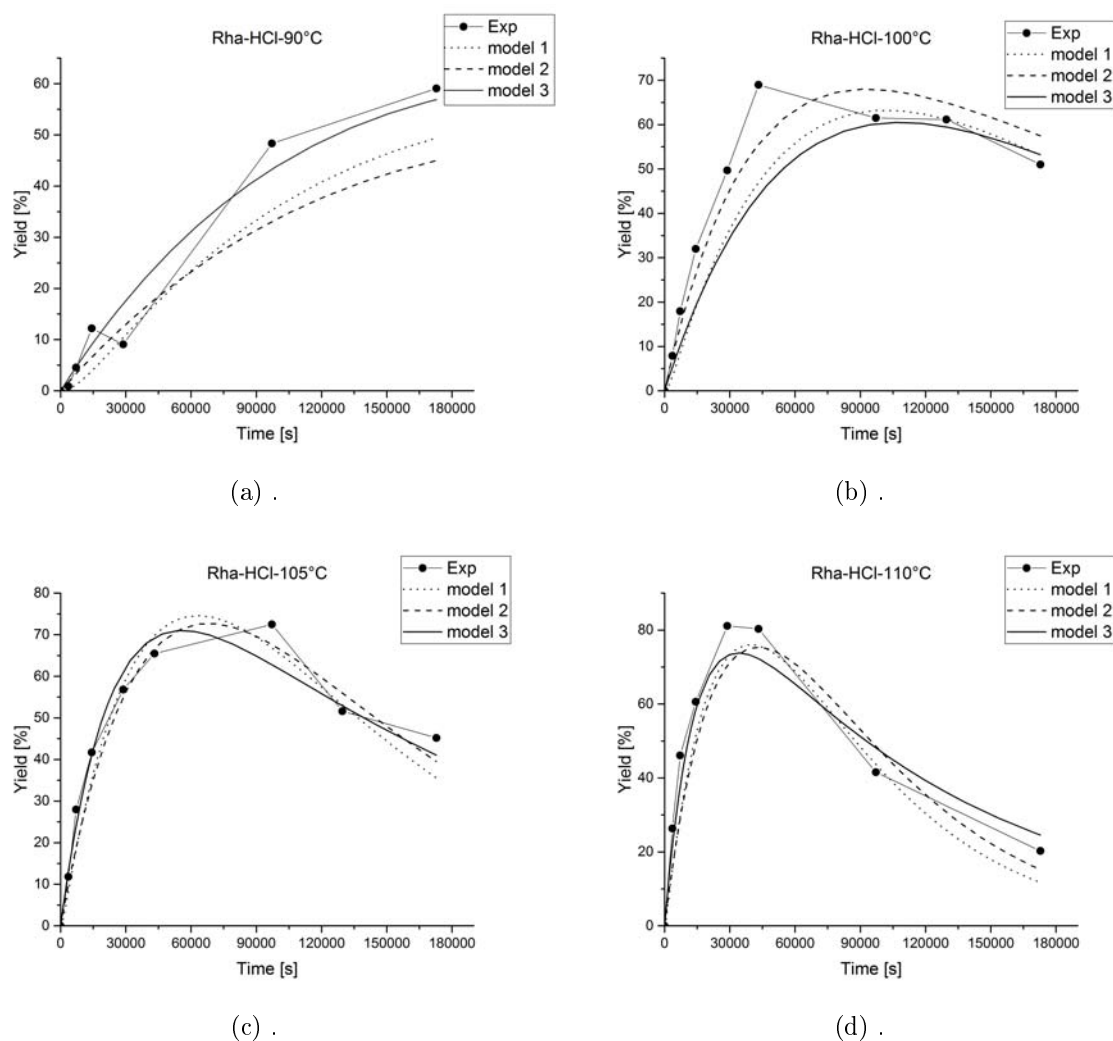 Rha-HCl-90°C
Exp
model 1
model 2
model 3
Yield [%]
60
50
40
30
20
10
0
0 30000 60000 90000 120000 150000 180000
Time [s]
(a) .
Rha-HCl-100°C
Exp
model 1
model 2
model 3
Yield [%]
70
60
50
40
30
20
10
0
0 30000 60000 90000 120000 150000 180000
Time [s]
(b) .
Rha-HCl-105°C
Exp
model 1
model 2
model 3
Yield [%]
80
70
60
50
40
30
20
10
0
0 30000 60000 90000 120000 150000 180000
Time [s]
(c) .
Rha-HCl-110°C
Exp
model 1
model 2
model 3
Yield [%]
80
60
40
20
0
0 30000 60000 90000 120000 150000 180000
Time [s]
(d) .